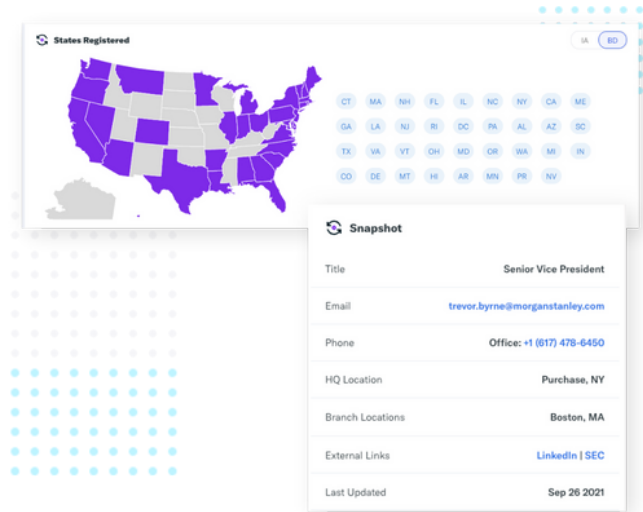 States Registered
IA BD
CT MA NH FL IL NC NY CA ME
GA LA NJ RI DC PA AL AZ SC
TX VA VT OH MD OR WA MI IN
CO DE MT HI AR MN PR NV
Snapshot
Title Senior Vice President
Email trevor.byrne@morganstanley.com
Phone Office: +1 (617) 478-6450
HQ Location Purchase, NY
Branch Locations Boston, MA
External Links LinkedIn | SEC
Last Updated Sep 26 2021